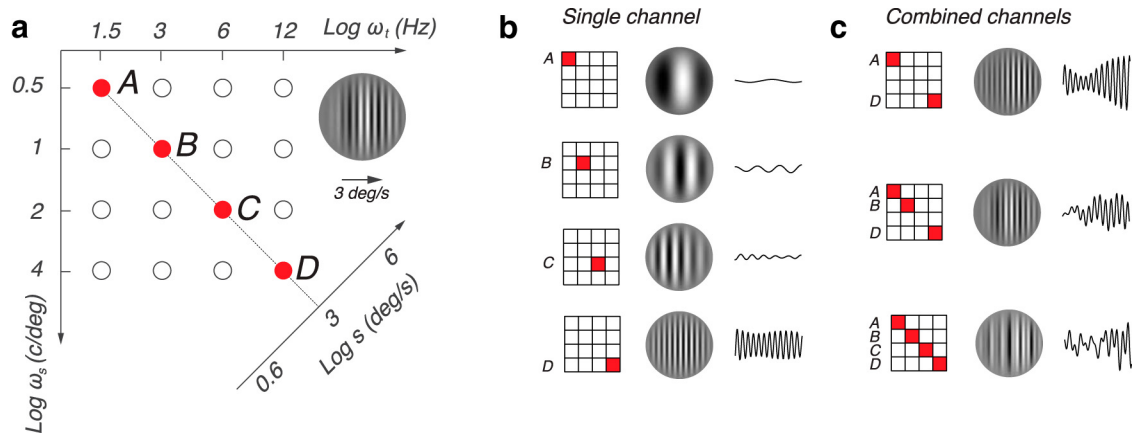 a
1.5 3 6 12 Log ωt (Hz)
0.5
1
2
4
Log ωs (c/deg)
A
B
C
D
3 deg/s
0.6 3 6
Log s (deg/s)
b
Single channel
A
B
C
D
c
Combined channels
A
D
A
B
D
A
B
C
D